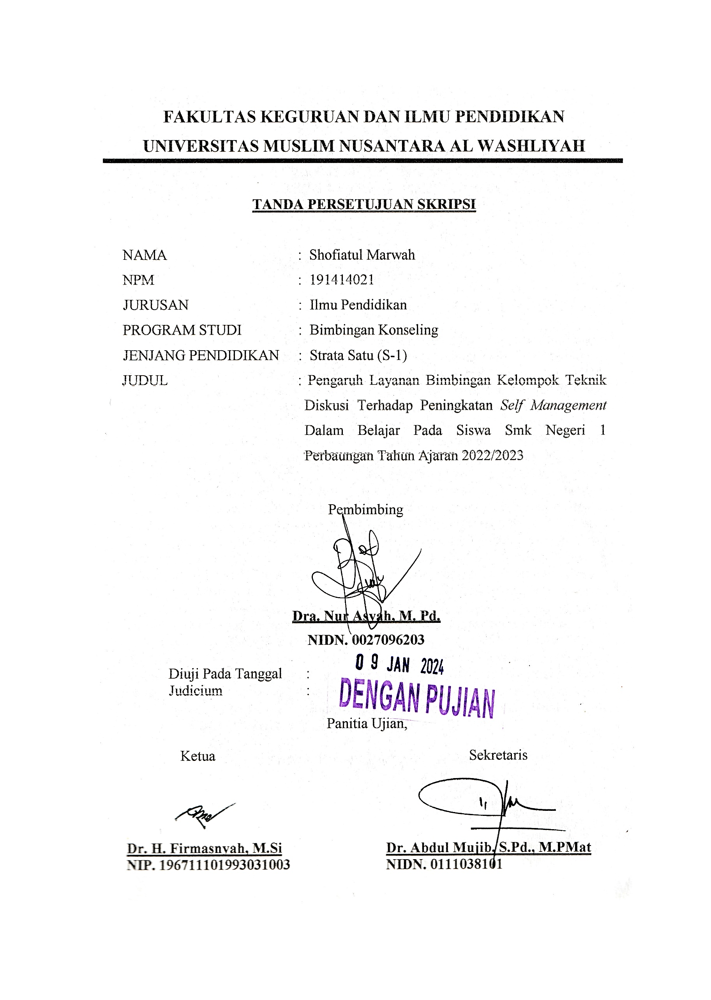 FAKULTAS KEGURUAN DAN ILMU PENDIDIKAN
UNIVERSITAS MUSLIM NUSANTARA AL WASHLIYAH
TANDA PERSETUJUAN SKRIPSI
NAMA : Shofiatul Marwah
NPM : 191414021
JURUSAN : Ilmu Pendidikan
PROGRAM STUDI : Bimbingan Konseling
JENJANG PENDIDIKAN : Strata Satu (S-1)
JUDUL : Pengaruh Layanan Bimbingan Kelompok Teknik
Diskusi Terhadap Peningkatan Self Management
Dalam Belajar Pada Siswa Smk Negeri 1
Perbaungan Tahun Ajaran 2022/2023
Pembimbing
Dra. Nur Asyah, M. Pd.
NIDN. 0027096203
Diuji Pada Tanggal : 09 JAN 2024
Judicium : DENGAN PUJIAN
Panitia Ujian,
Ketua Sekretaris
Dr. H. Firmasnyah, M.Si Dr. Abdul Mujib, S.Pd., M.PMat
NIP. 196711101993031003 NIDN. 0111038101